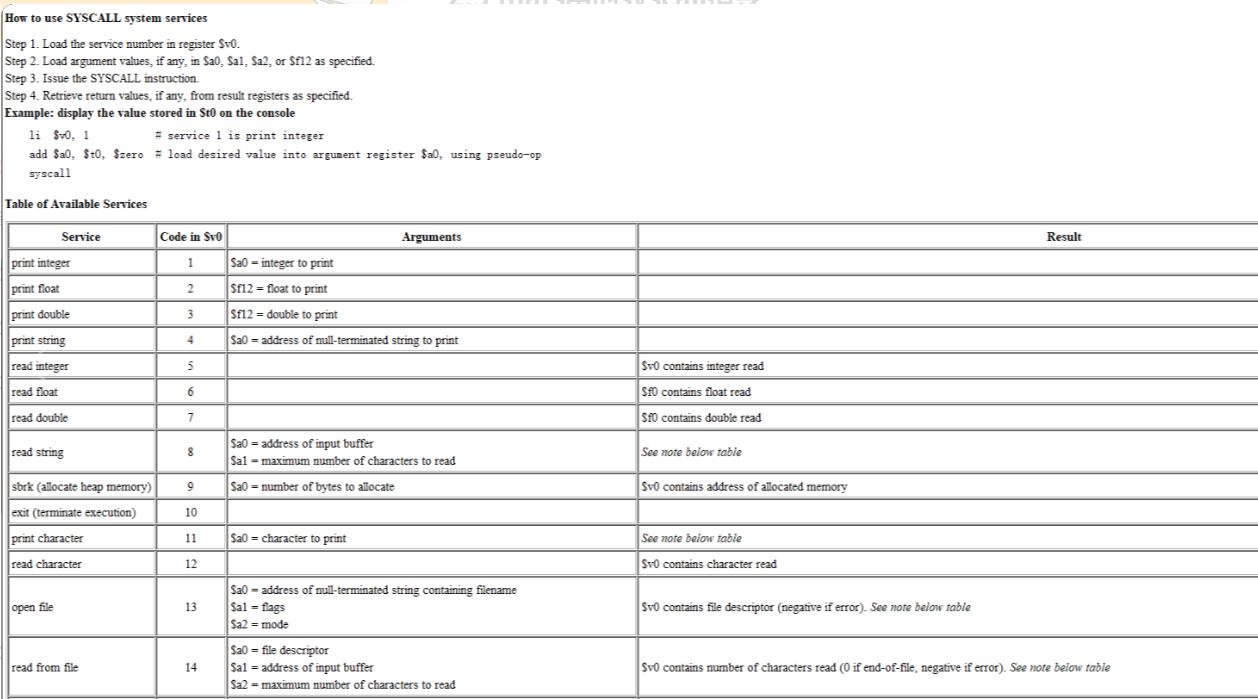 How to use SYSCALL system services
Step 1. Load the service number in register $v0.
Step 2. Load argument values, if any, in $a0, $a1, $a2, or $f12 as specified.
Step 3. Issue the SYSCALL instruction.
Step 4. Retrieve return values, if any, from result registers as specified.
Example: display the value stored in $t0 on the console
li $v0, 1 # service 1 is print integer
add $a0, $t0, $zero # load desired value into argument register $a0, using pseudo-op
syscall
Table of Available Services
Service Code in $v0 Arguments Result
print integer 1 $a0 = integer to print
print float 2 $f12 = float to print
print double 3 $f12 = double to print
print string 4 $a0 = address of null-terminated string to print
read integer 5 $v0 contains integer read
read float 6 $f0 contains float read
read double 7 $f0 contains double read
read string 8 $a0 = address of input buffer
$a1 = maximum number of characters to read
See note below table
sbrk (allocate heap memory) 9 $a0 = number of bytes to allocate $v0 contains address of allocated memory
exit (terminate execution) 10
print character 11 $a0 = character to print See note below table
read character 12 $v0 contains character read
open file 13 $a0 = address of null-terminated string containing filename
$a1 = flags
$a2 = mode
$v0 contains file descriptor (negative if error). See note below table
read from file 14 $a0 = file descriptor
$a1 = address of input buffer
$a2 = maximum number of characters to read
$v0 contains number of characters read (0 if end-of-file, negative if error). See note below table